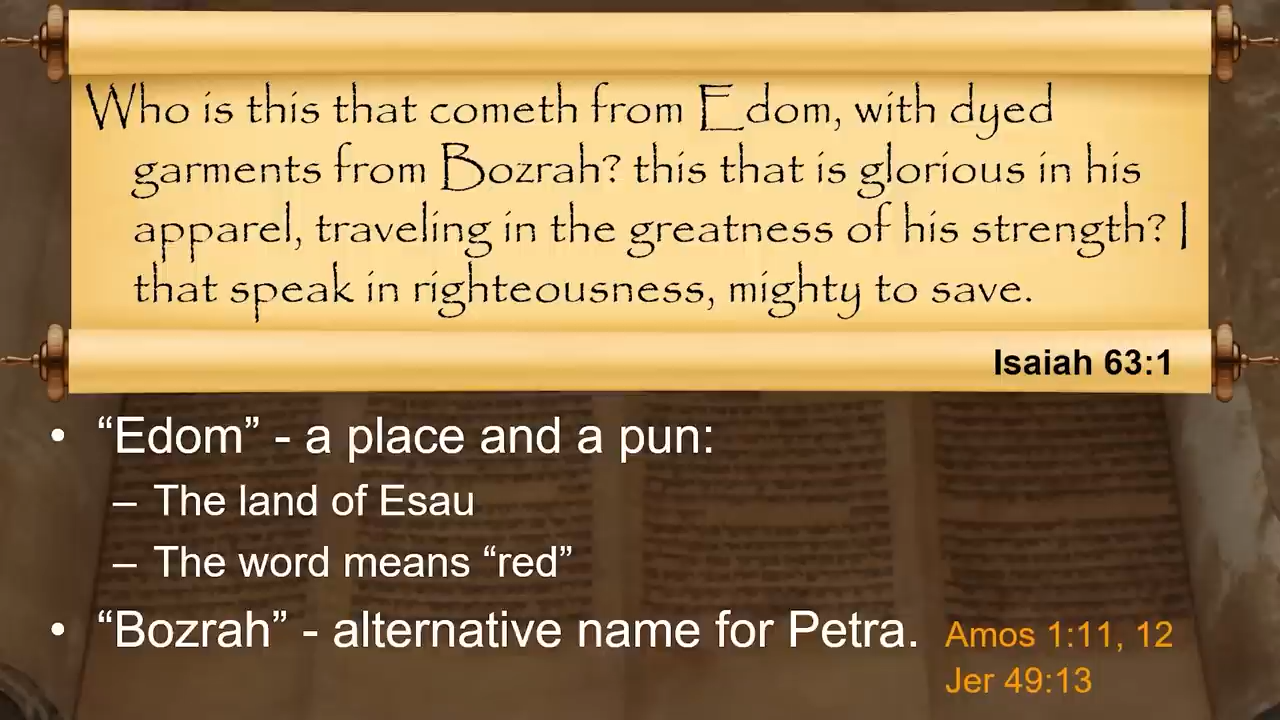 Who is this that cometh from Edom, with dyed
garments from Bozrah? this that is glorious in his
apparel, traveling in the greatness of his strength? I
that speak in righteousness, mighty to save.
Isaiah 63:1
• “Edom” - a place and a pun:
– The land of Esau
– The word means “red”
• “Bozrah” - alternative name for Petra. Amos 1:11, 12
Jer 49:13